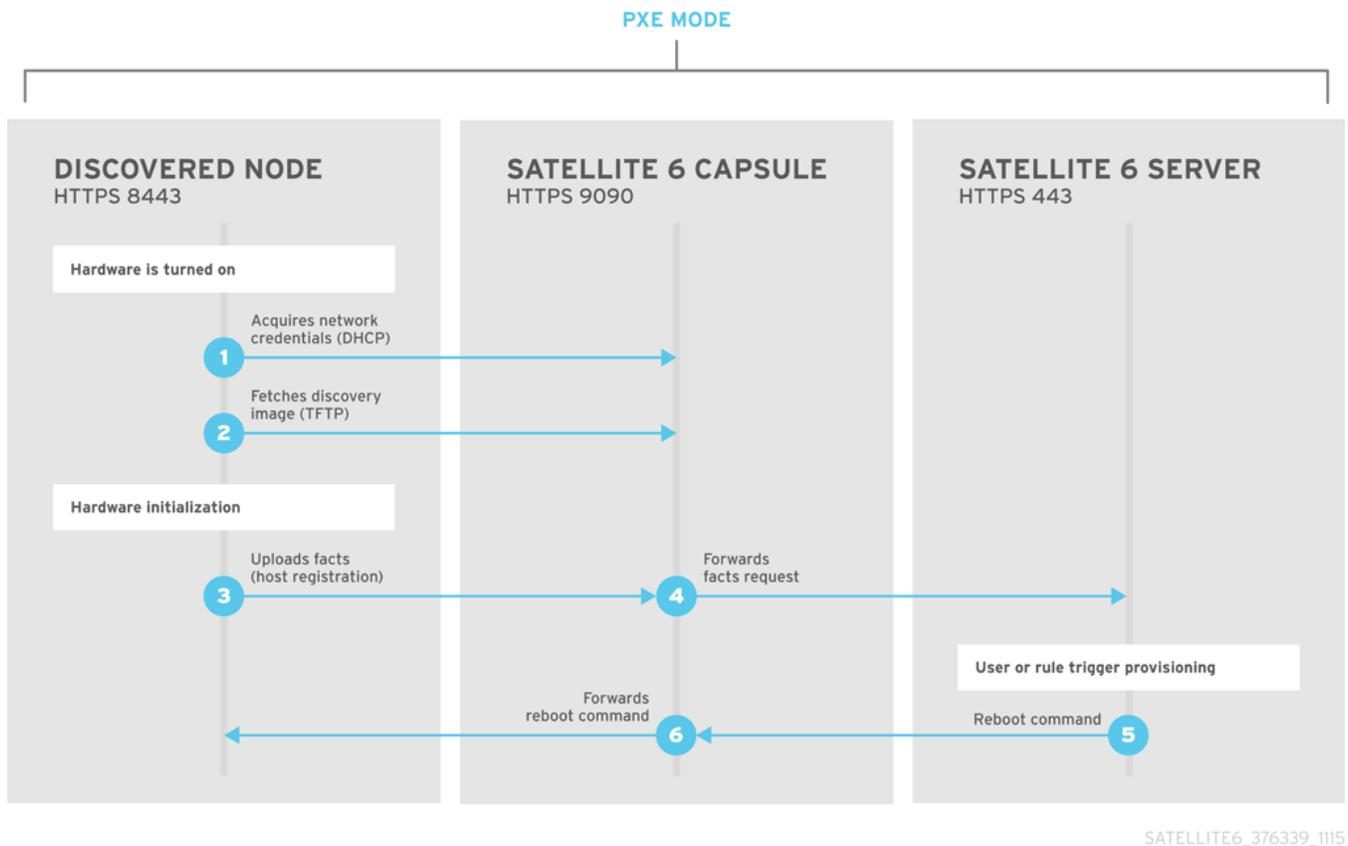 PXE MODE
DISCOVERED NODE
HTTPS 8443
SATELLITE 6 CAPSULE
HTTPS 9090
SATELLITE 6 SERVER
HTTPS 443
Hardware is turned on
Acquires network
credentials (DHCP)
1
Fetches discovery
image (TFTP)
2
Hardware initialization
Uploads facts
(host registration)
3
Forwards
facts request
4
User or rule trigger provisioning
Reboot command
5
Forwards
reboot command
6
SATELLITE6_376339_1115